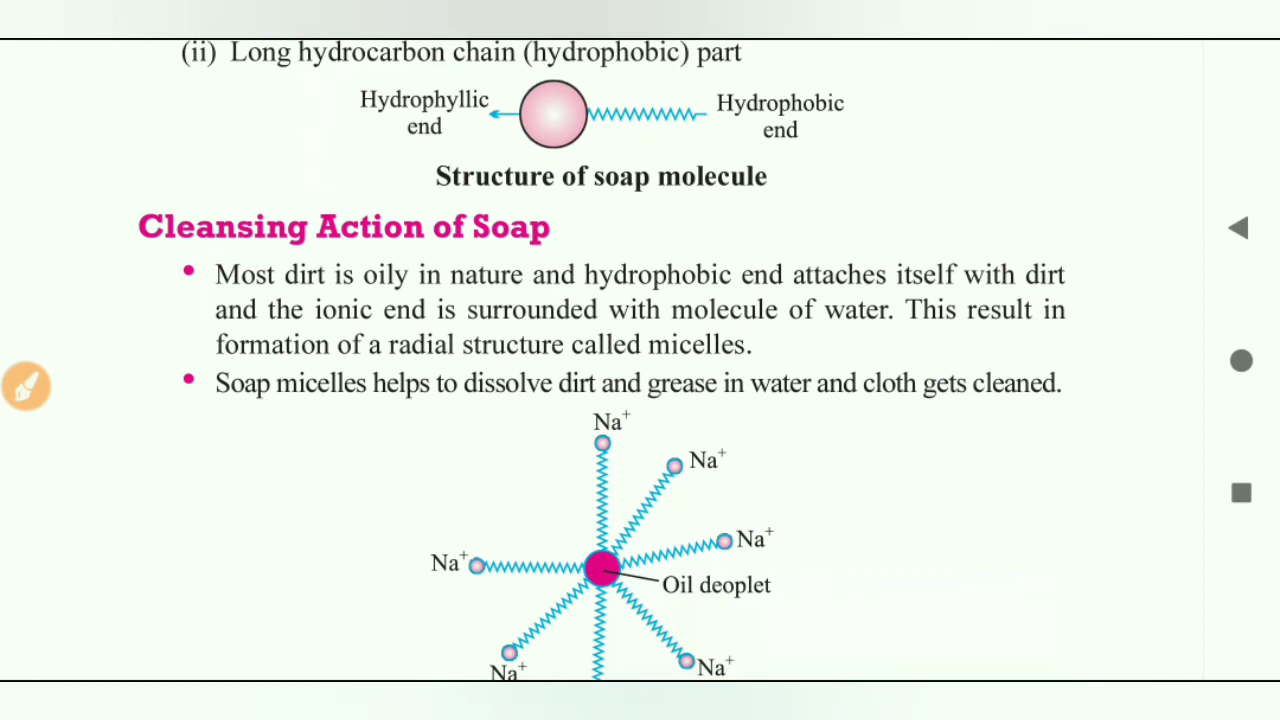 (ii) Long hydrocarbon chain (hydrophobic) part
Hydrophyllic
end
Hydrophobic
end
Structure of soap molecule
Cleansing Action of Soap
• Most dirt is oily in nature and hydrophobic end attaches itself with dirt
and the ionic end is surrounded with molecule of water. This result in
formation of a radial structure called micelles.
• Soap micelles helps to dissolve dirt and grease in water and cloth gets cleaned.
Na⁺
Na⁺
Na⁺
Na⁺
Oil deoplet
Na⁺
Na⁺